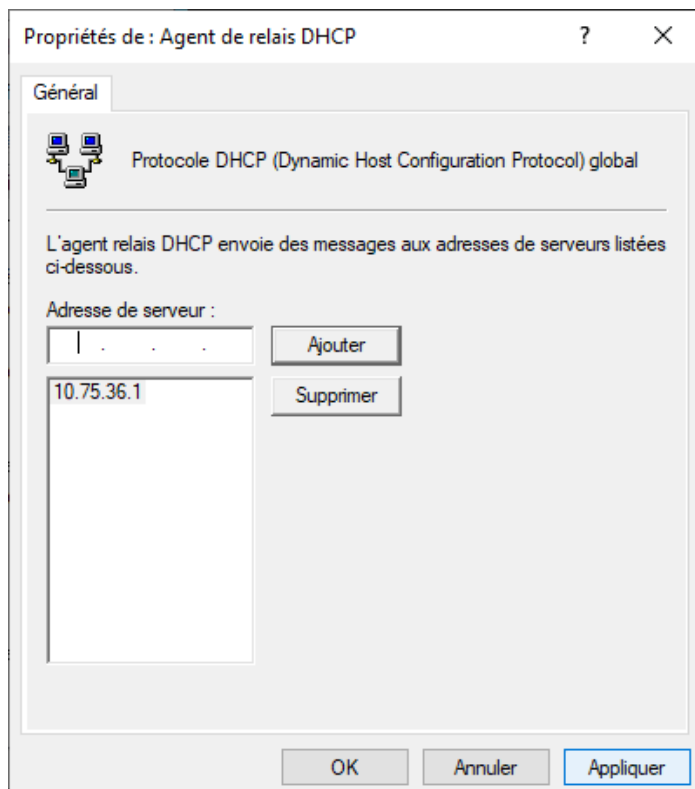 Propriétés de : Agent de relais DHCP
?
Général
Protocole DHCP (Dynamic Host Configuration Protocol) global
L'agent relais DHCP envoie des messages aux adresses de serveurs listées
ci-dessous.
Adresse de serveur :
. . .
Ajouter
10.75.36.1
Supprimer
OK Annuler Appliquer